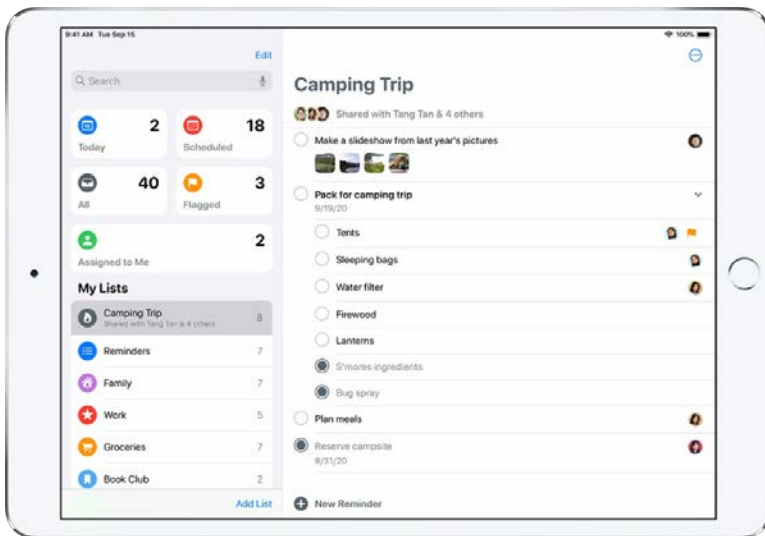 9:41 AM Tue Sep 15
100%
Edit
Search
2
Today
18
Scheduled
40
All
3
Flagged
2
Assigned to Me
My Lists
Camping Trip
Shared with Tang Tan & 4 others
8
Reminders
7
Family
7
Work
5
Groceries
7
Book Club
2
Add List
Camping Trip
Shared with Tang Tan & 4 others
Make a slideshow from last year's pictures
Pack for camping trip
9/19/20
Tents
Sleeping bags
Water filter
Firewood
Lanterns
S'mores ingredients
Bug spray
Plan meals
Reserve campsite
8/31/20
New Reminder